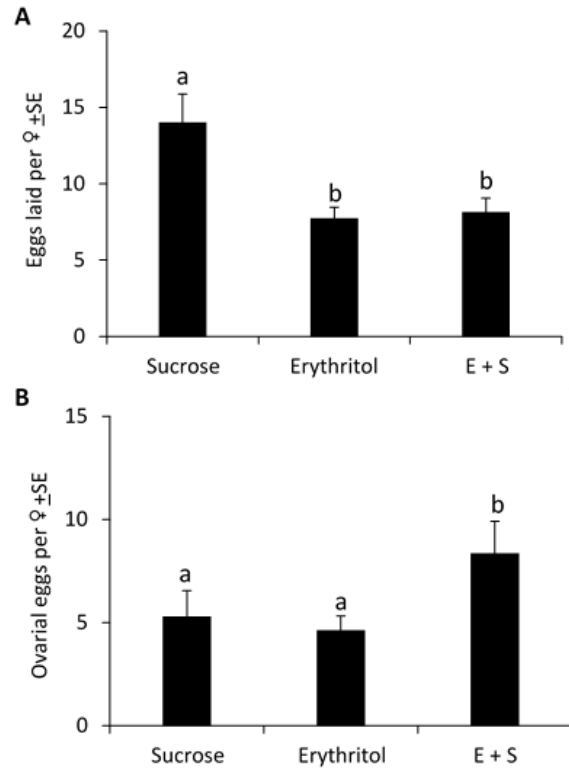 A
20
15
10
5
0
Eggs laid per ♀ ±SE
a
b
b
Sucrose
Erythritol
E + S
B
15
10
5
0
Ovarial eggs per ♀ ±SE
a
a
b
Sucrose
Erythritol
E + S